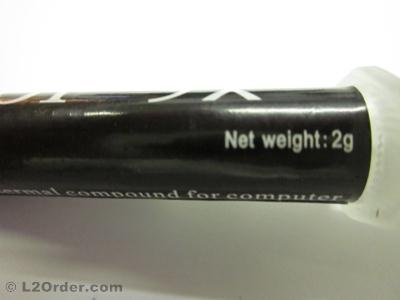 Net weight: 2g
ermal compound for computer
© L2Order.com